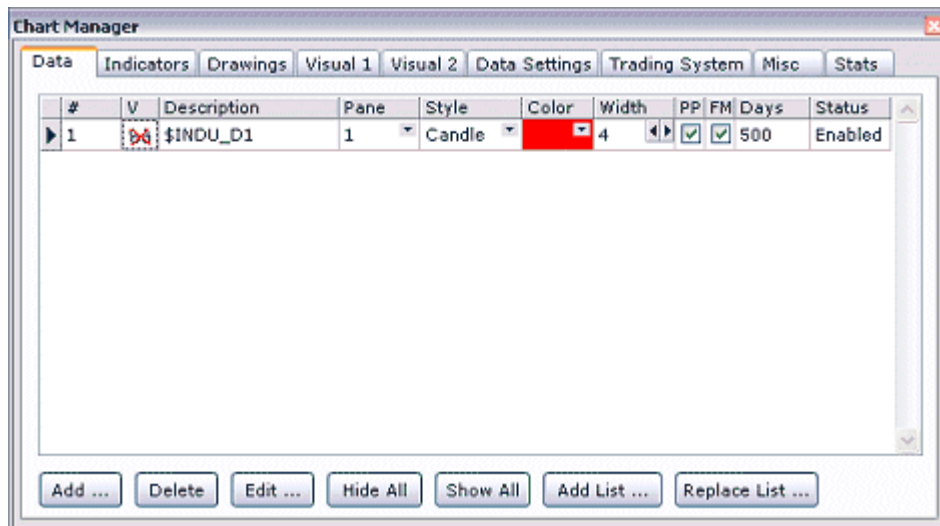 Chart Manager
Data Indicators Drawings Visual 1 Visual 2 Data Settings Trading System Misc Stats
# V Description Pane Style Color Width PP FM Days Status
1 $INDU_D1 1 Candle 4 500 Enabled
Add ... Delete Edit ... Hide All Show All Add List ... Replace List ...